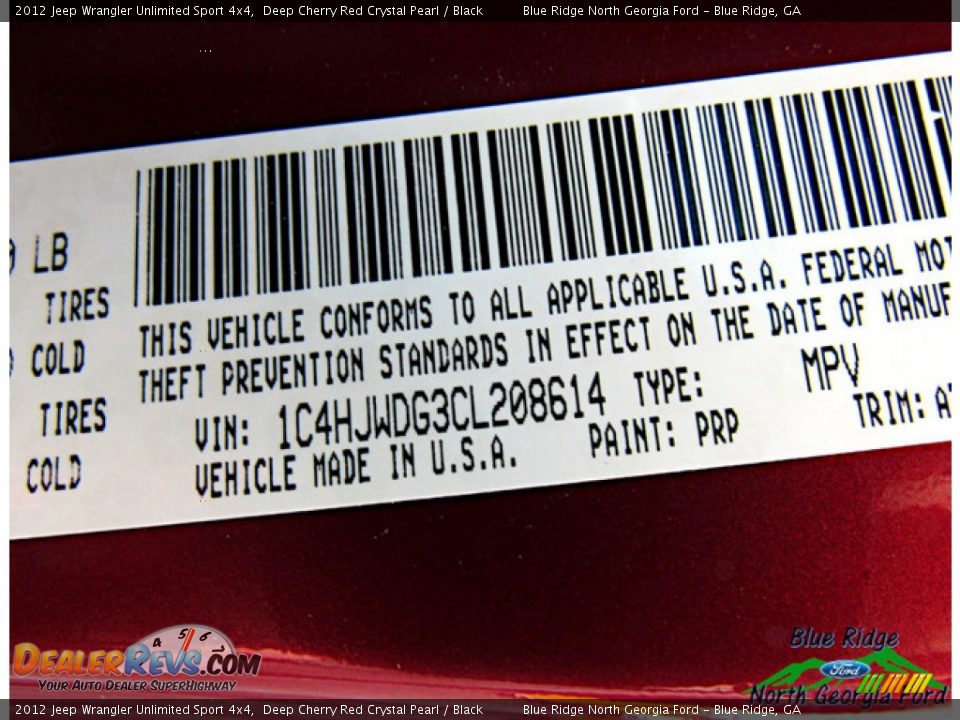 2012 Jeep Wrangler Unlimited Sport 4x4, Deep Cherry Red Crystal Pearl / Black Blue Ridge North Georgia Ford - Blue Ridge, GA
LB
TIRES
COLD
TIRES
COLD
THIS VEHICLE CONFORMS TO ALL APPLICABLE U.S.A. FEDERAL MOT
THEFT PREVENTION STANDARDS IN EFFECT ON THE DATE OF MANUF
VIN: 1C4HJWDG3CL208614 TYPE: MPV
VEHICLE MADE IN U.S.A. PAINT: PRP TRIM: A
4 5 6
DEALERREVS.COM
YOUR AUTO DEALER SUPERHIGHWAY
Blue Ridge
Ford
North Georgia Ford
2012 Jeep Wrangler Unlimited Sport 4x4, Deep Cherry Red Crystal Pearl / Black Blue Ridge North Georgia Ford - Blue Ridge, GA